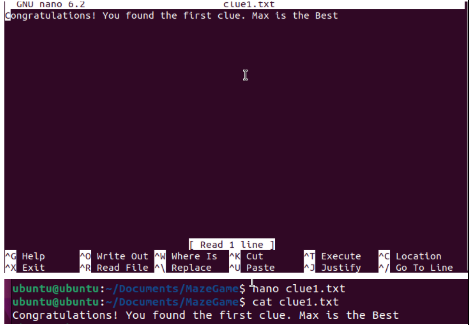 GNU nano 6.2 clue1.txt
Congratulations! You found the first clue. Max is the Best
[ Read 1 line ]
^G Help ^O Write Out ^W Where Is ^K Cut ^T Execute ^C Location
^X Exit ^R Read File ^\ Replace ^U Paste ^J Justify ^/ Go To Line
ubuntu@ubuntu:~/Documents/MazeGame$ nano clue1.txt
ubuntu@ubuntu:~/Documents/MazeGame$ cat clue1.txt
Congratulations! You found the first clue. Max is the Best